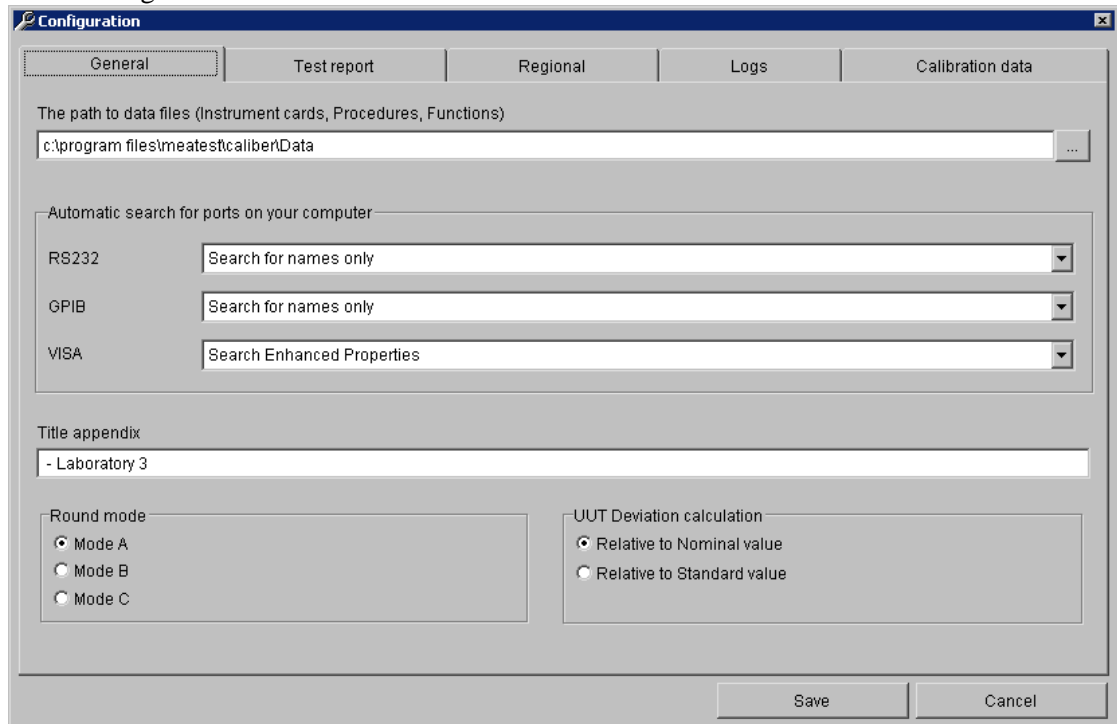 Configuration
General Test report Regional Logs Calibration data
The path to data files (Instrument cards, Procedures, Functions)
c:\program files\meatest\caliber\Data ...
Automatic search for ports on your computer
RS232 Search for names only
GPIB Search for names only
VISA Search Enhanced Properties
Title appendix
- Laboratory 3
Round mode
Mode A
Mode B
Mode C
UUT Deviation calculation
Relative to Nominal value
Relative to Standard value
Save Cancel